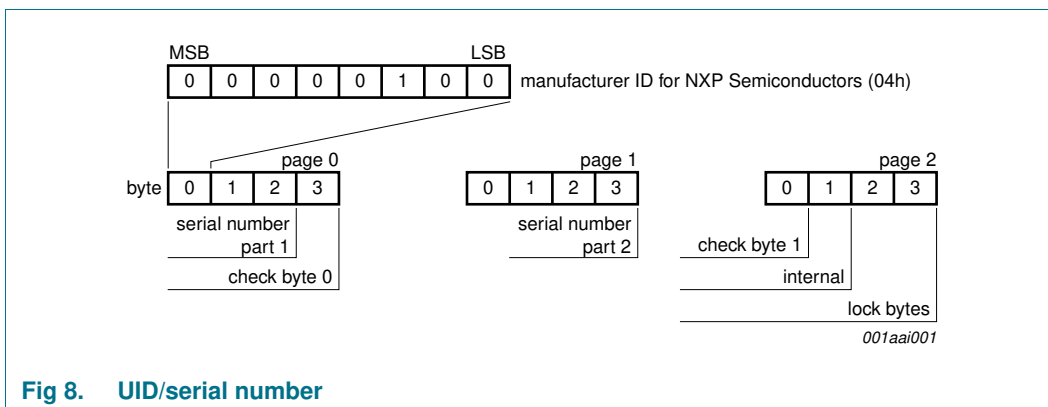 MSB LSB
0 0 0 0 0 1 0 0 manufacturer ID for NXP Semiconductors (04h)
page 0 page 1 page 2
byte 0 1 2 3 0 1 2 3 0 1 2 3
serial number
part 1
check byte 0
serial number
part 2
check byte 1
internal
lock bytes
001aai001
Fig 8. UID/serial number